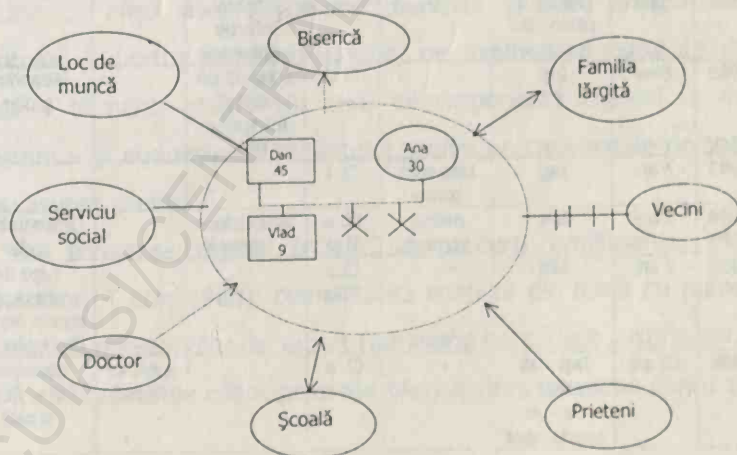 Biserică
Loc de
muncă
Familia
lărgită
Dan
45
Ana
30
Serviciu
social
Vlad
9
Vecini
Doctor
Școală
Prieteni